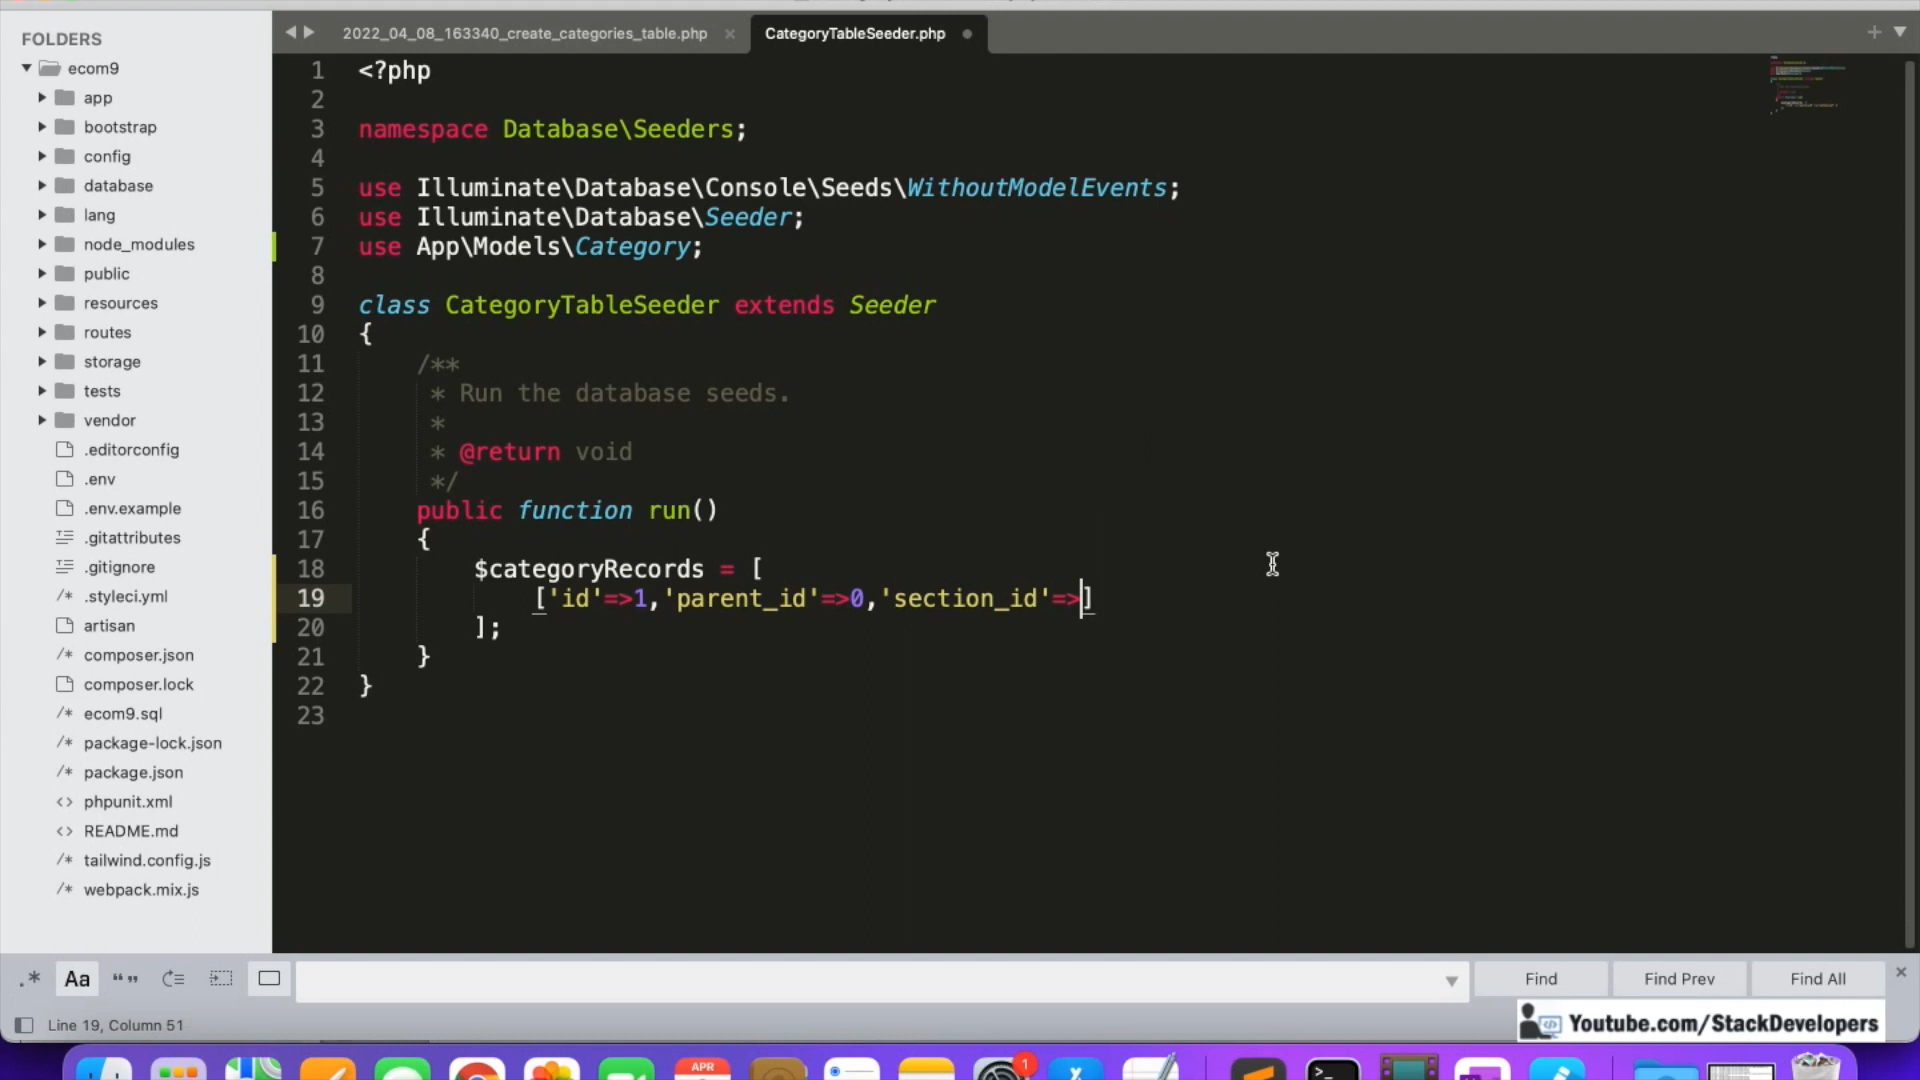 FOLDERS
ecom9
app
bootstrap
config
database
lang
node_modules
public
resources
routes
storage
tests
vendor
.editorconfig
.env
.env.example
.gitattributes
.gitignore
.styleci.yml
artisan
composer.json
composer.lock
ecom9.sql
package-lock.json
package.json
phpunit.xml
README.md
tailwind.config.js
webpack.mix.js
2022_04_08_163340_create_categories_table.php
CategoryTableSeeder.php
1 <?php
2
3 namespace Database\Seeders;
4
5 use Illuminate\Database\Console\Seeds\WithoutModelEvents;
6 use Illuminate\Database\Seeder;
7 use App\Models\Category;
8
9 class CategoryTableSeeder extends Seeder
10 {
11 /**
12 * Run the database seeds.
13 *
14 * @return void
15 */
16 public function run()
17 {
18 $categoryRecords = [
19 ['id'=>1,'parent_id'=>0,'section_id'=>]
20 ];
21 }
22 }
23
.* Aa “” Find Find Prev Find All
Line 19, Column 51
Youtube.com/StackDevelopers
APR
1